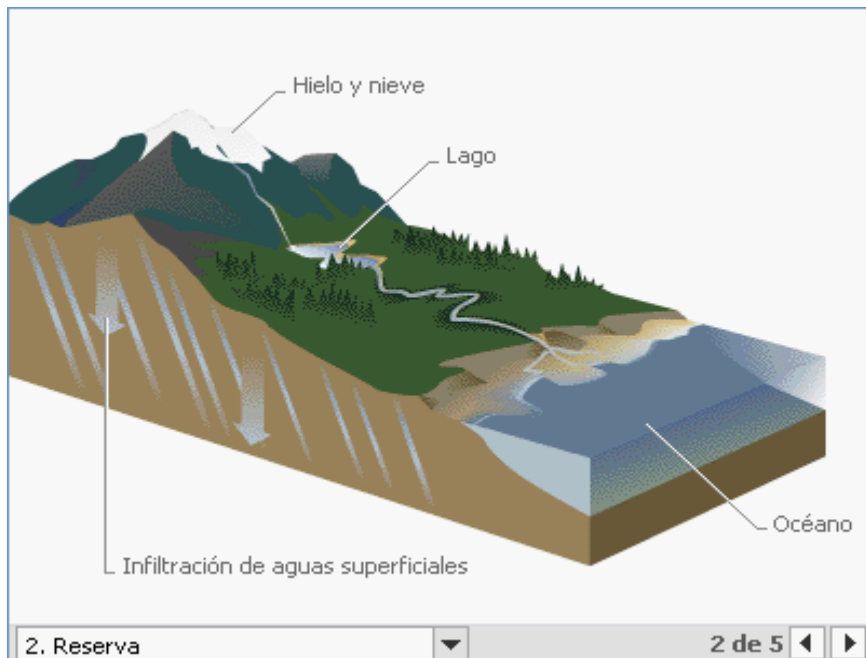 Hielo y nieve
Lago
Océano
Infiltración de aguas superficiales
2. Reserva
2 de 5